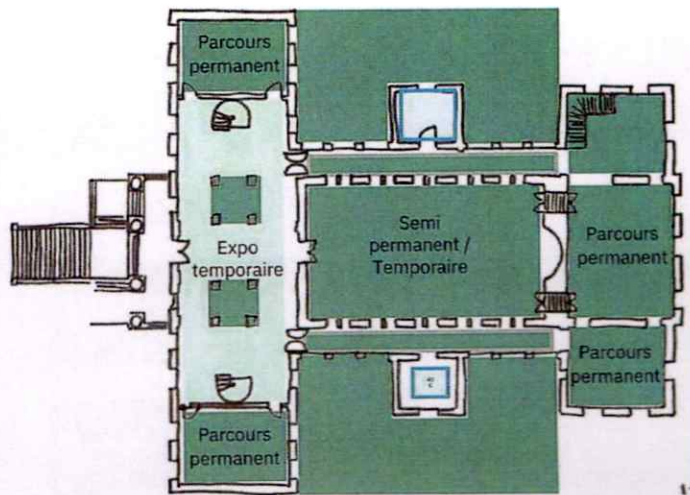 Parcours
permanent
Expo
temporaire
Semi
permanent /
Temporaire
Parcours
permanent
Parcours
permanent
Parcours
permanent